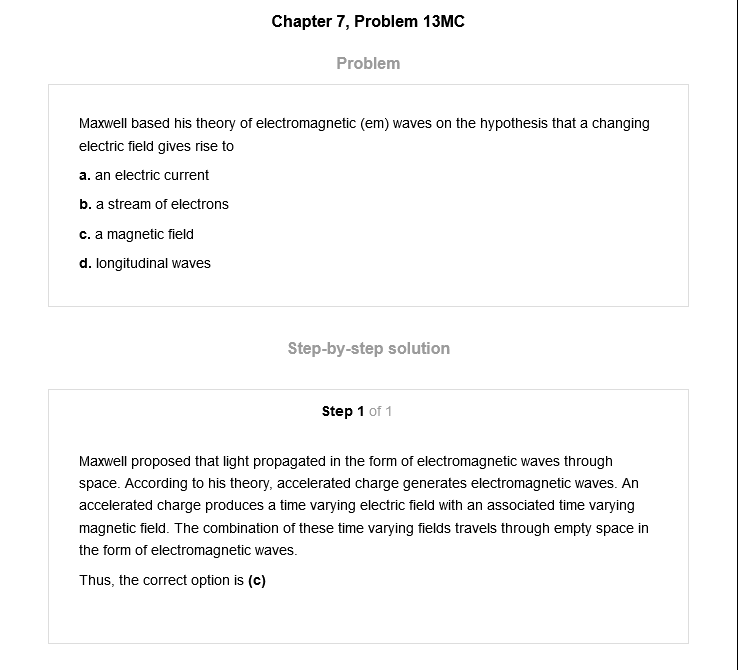 Chapter 7, Problem 13MC
Problem
Maxwell based his theory of electromagnetic (em) waves on the hypothesis that a changing
electric field gives rise to
a. an electric current
b. a stream of electrons
c. a magnetic field
d. longitudinal waves
Step-by-step solution
Step 1 of 1
Maxwell proposed that light propagated in the form of electromagnetic waves through
space. According to his theory, accelerated charge generates electromagnetic waves. An
accelerated charge produces a time varying electric field with an associated time varying
magnetic field. The combination of these time varying fields travels through empty space in
the form of electromagnetic waves.
Thus, the correct option is (c)